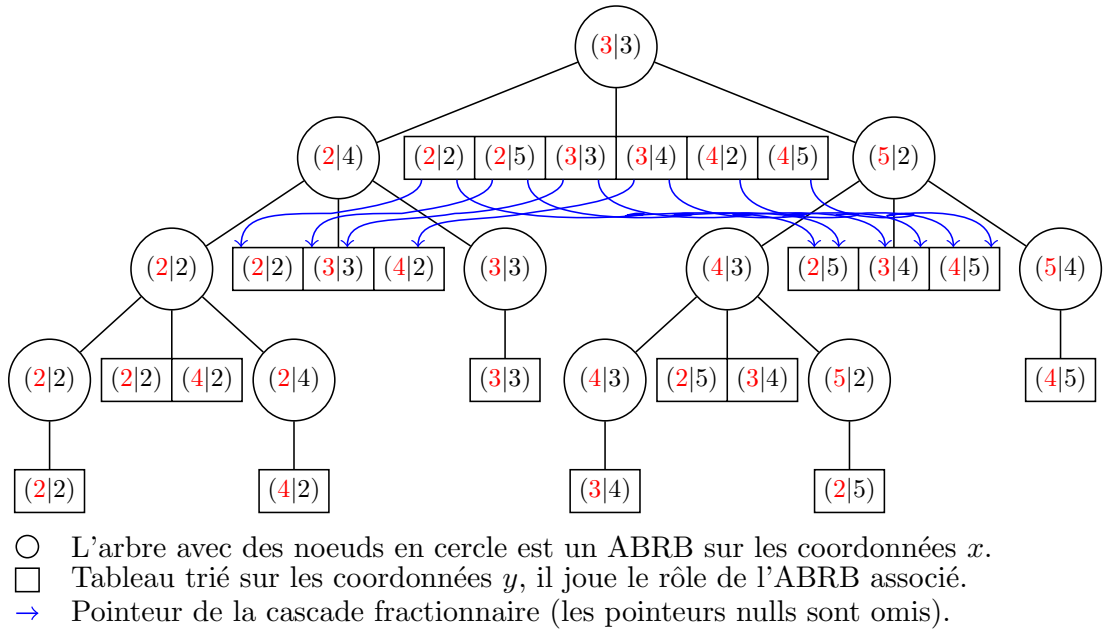 (3|3)
(2|4) (2|2) (2|5) (3|3) (3|4) (4|2) (4|5) (5|2)
(2|2) (2|2) (3|3) (4|2) (3|3) (4|3) (2|5) (3|4) (4|5) (5|4)
(2|2) (2|2) (4|2) (2|4) (3|3) (4|3) (2|5) (3|4) (5|2) (4|5)
(2|2) (4|2) (3|4) (2|5)
L'arbre avec des noeuds en cercle est un ABRB sur les coordonnées x.
Tableau trié sur les coordonnées y, il joue le rôle de l'ABRB associé.
Pointeur de la cascade fractionnaire (les pointeurs nulls sont omis).